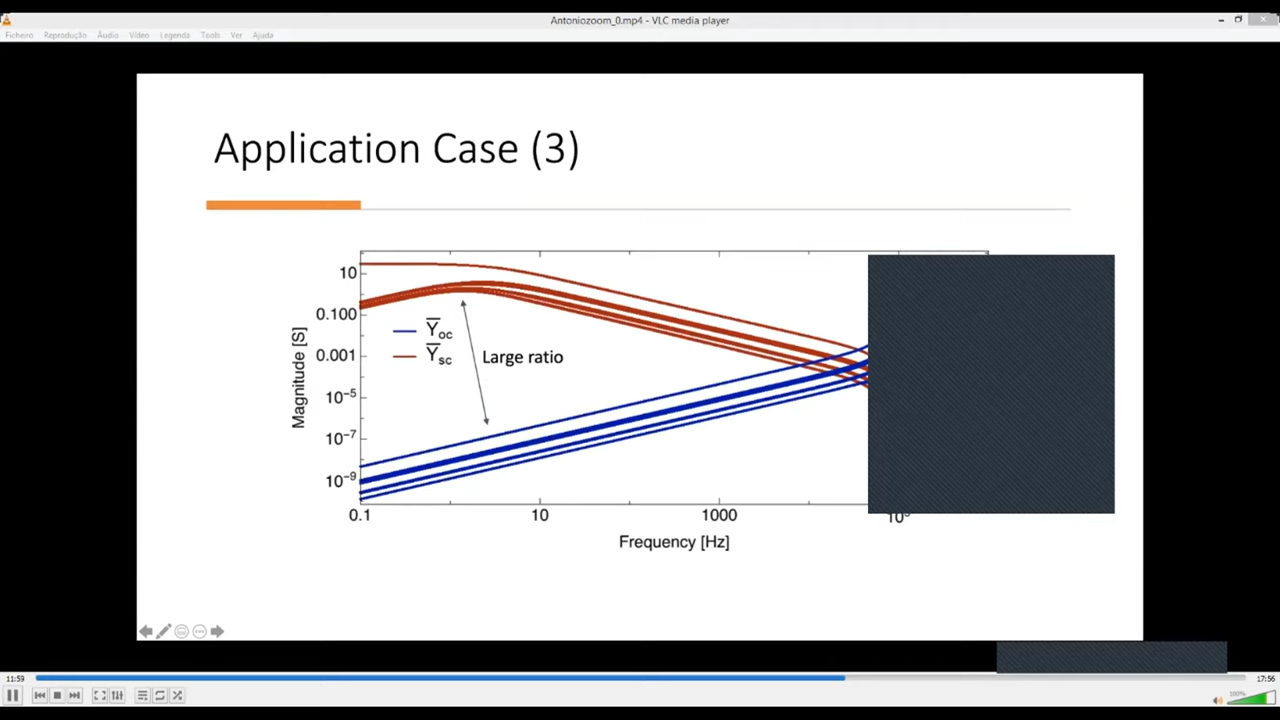 Antoniozoom_0.mp4 - VLC media player
Ficheiro Reprodução Áudio Vídeo Legenda Tools Ver Ajuda
Application Case (3)
10
0.100
0.001
10⁻⁵
10⁻⁷
10⁻⁹
Magnitude [S]
Y̅oc
Y̅sc
Large ratio
0.1 10 1000
Frequency [Hz]
11:59 17:56
100%